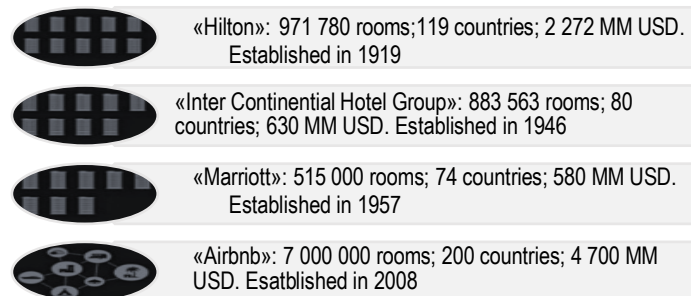 «Hilton»: 971 780 rooms;119 countries; 2 272 MM USD.
Established in 1919
«Inter Continential Hotel Group»: 883 563 rooms; 80
countries; 630 MM USD. Established in 1946
«Marriott»: 515 000 rooms; 74 countries; 580 MM USD.
Established in 1957
«Airbnb»: 7 000 000 rooms; 200 countries; 4 700 MM
USD. Esatblished in 2008